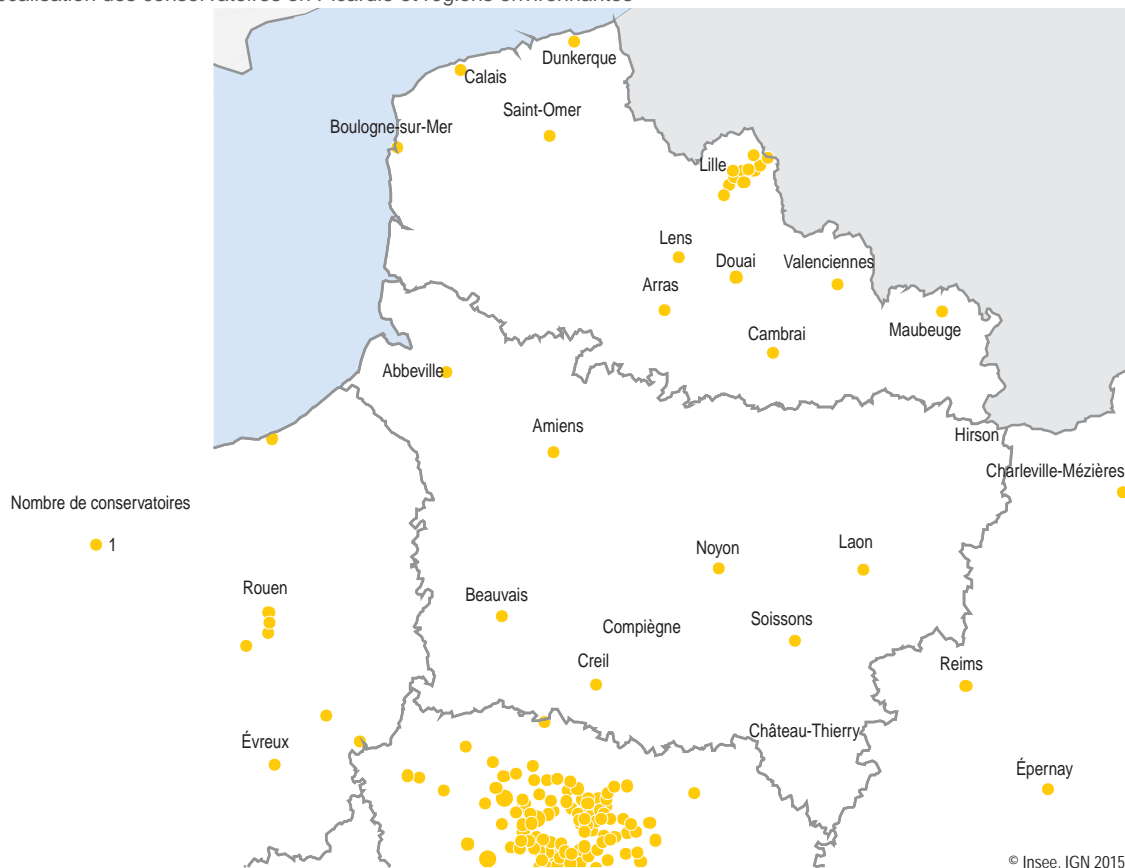 Dunkerque
Calais
Saint-Omer
Boulogne-sur-Mer
Lille
Lens
Douai
Valenciennes
Arras
Maubeuge
Cambrai
Abbeville
Amiens
Hirson
Charleville-Mézières
Nombre de conservatoires
1
Noyon
Laon
Rouen
Beauvais
Compiègne
Soissons
Creil
Reims
Château-Thierry
Évreux
Épernay
© Insee, IGN 2015